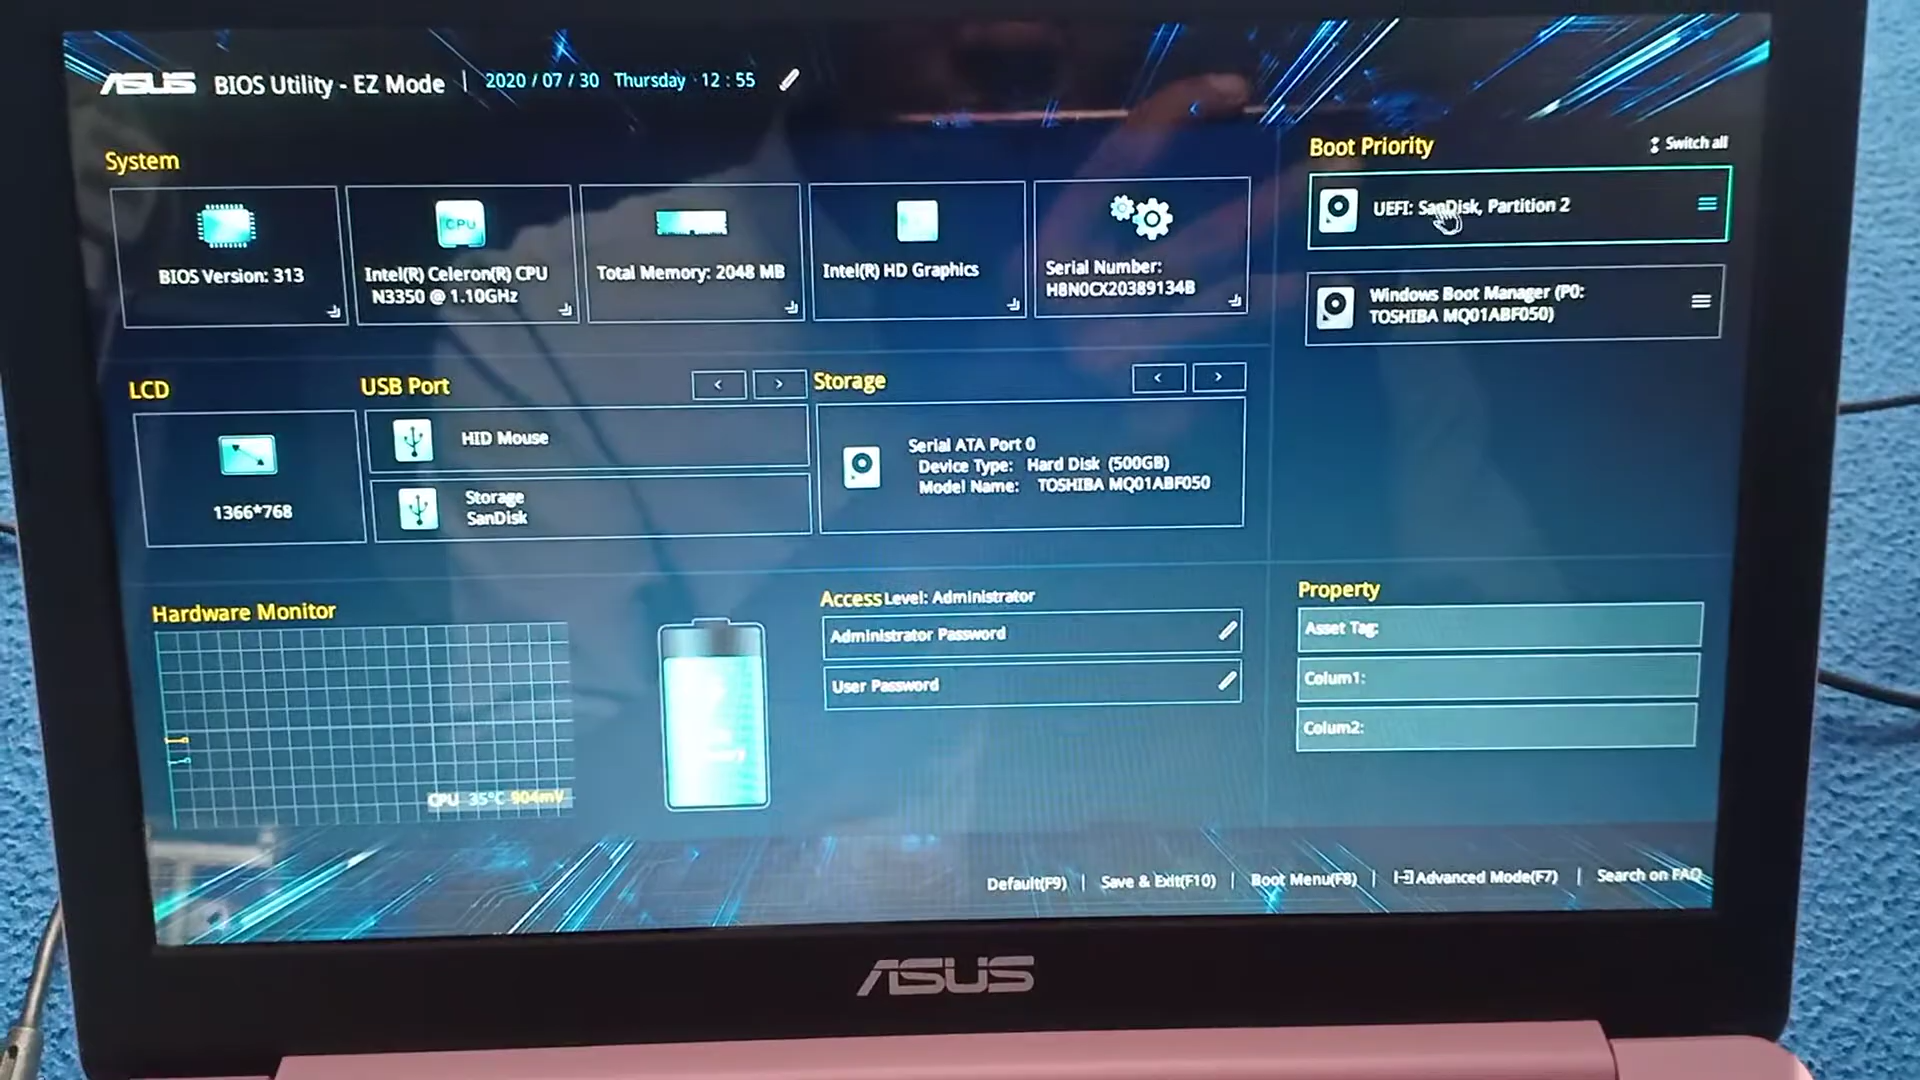 ASUS BIOS Utility - EZ Mode | 2020 / 07 / 30 Thursday 12 : 55
System
BIOS Version: 313
CPU
Intel(R) Celeron(R) CPU
N3350 @ 1.10GHz
Total Memory: 2048 MB
Intel(R) HD Graphics
Serial Number:
H8N0CX20389134B
Boot Priority
Switch all
UEFI: SanDisk, Partition 2
Windows Boot Manager (P0:
TOSHIBA MQ01ABF050)
LCD
1366*768
USB Port
< >
HID Mouse
Storage
SanDisk
Storage
< >
Serial ATA Port 0
Device Type: Hard Disk (500GB)
Model Name: TOSHIBA MQ01ABF050
Hardware Monitor
CPU 35°C 904mV
Access Level: Administrator
Administrator Password
User Password
Property
Asset Tag:
Colum1:
Colum2:
Default(F9) | Save & Exit(F10) | Boot Menu(F8) | Advanced Mode(F7) | Search on FAQ
ASUS